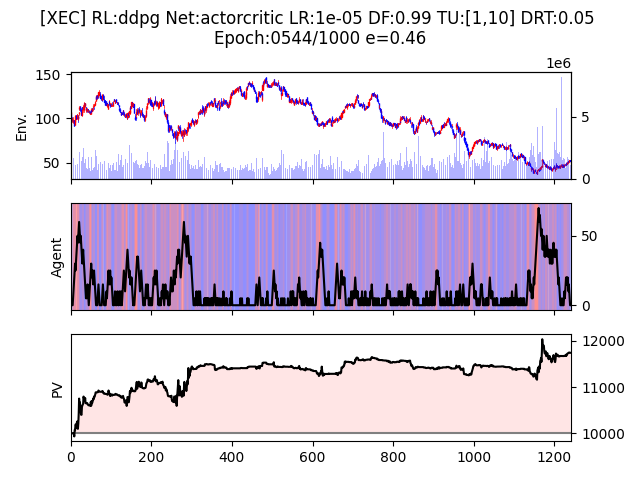 [XEC] RL:ddpg Net:actorcritic LR:1e-05 DF:0.99 TU:[1,10] DRT:0.05
Epoch:0544/1000 e=0.46
1e6
150
100
50
Env.
5
0
Agent
50
0
PV
12000
11000
10000
0 200 400 600 800 1000 1200